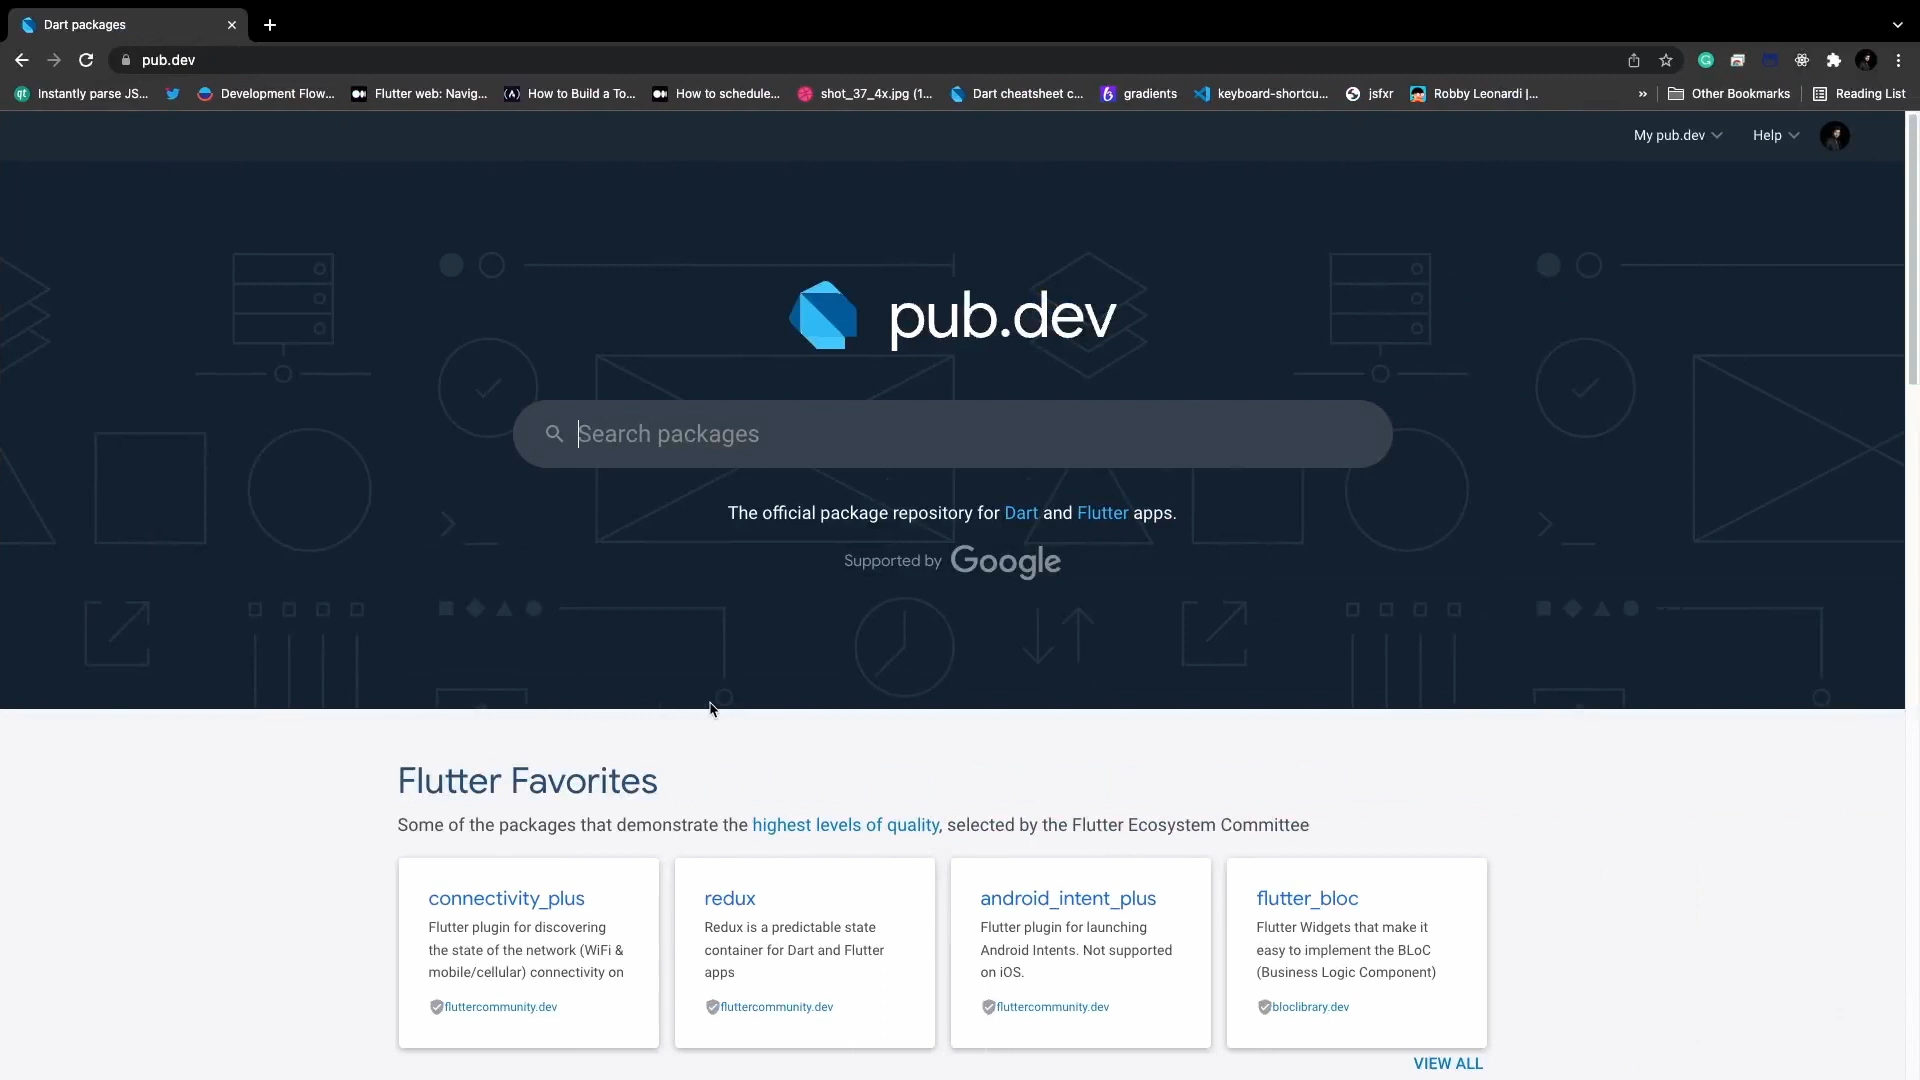 Dart packages
pub.dev
Instantly parse JS...
Development Flow...
Flutter web: Navig...
How to Build a To...
How to schedule...
shot_37_4x.jpg (1...
Dart cheatsheet c...
gradients
keyboard-shortcu...
jsfxr
Robby Leonardi |...
»
Other Bookmarks
Reading List
My pub.dev
Help
pub.dev
Search packages
The official package repository for Dart and Flutter apps.
Supported by Google
Flutter Favorites
Some of the packages that demonstrate the highest levels of quality, selected by the Flutter Ecosystem Committee
connectivity_plus
Flutter plugin for discovering
the state of the network (WiFi &
mobile/cellular) connectivity on
fluttercommunity.dev
redux
Redux is a predictable state
container for Dart and Flutter
apps
fluttercommunity.dev
android_intent_plus
Flutter plugin for launching
Android Intents. Not supported
on iOS.
fluttercommunity.dev
flutter_bloc
Flutter Widgets that make it
easy to implement the BLoC
(Business Logic Component)
bloclibrary.dev
VIEW ALL